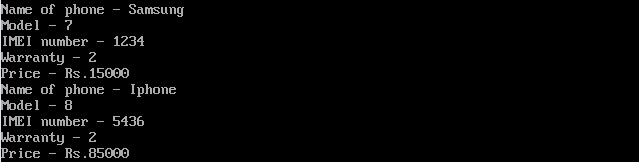 Name of phone - Samsung
Model - 7
IMEI number - 1234
Warranty - 2
Price - Rs.15000
Name of phone - Iphone
Model - 8
IMEI number - 5436
Warranty - 2
Price - Rs.85000